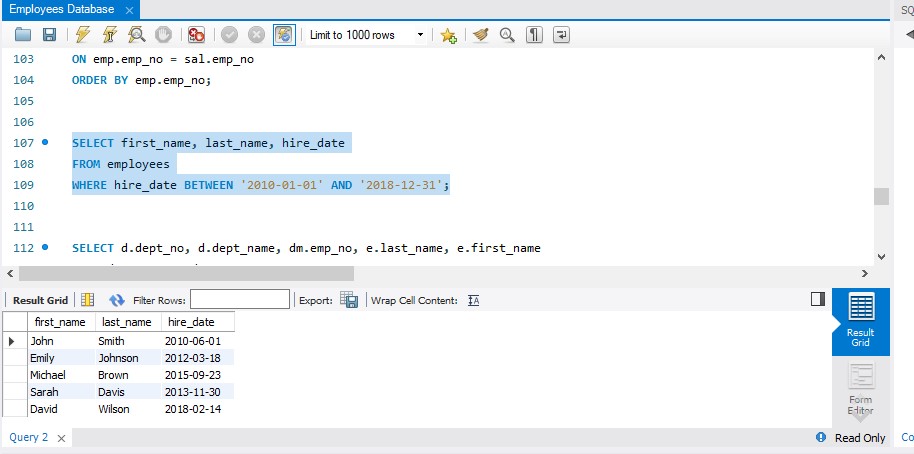 Employees Database
SQ
Limit to 1000 rows
103 ON emp.emp_no = sal.emp_no
104 ORDER BY emp.emp_no;
105
106
107 SELECT first_name, last_name, hire_date
108 FROM employees
109 WHERE hire_date BETWEEN '2010-01-01' AND '2018-12-31';
110
111
112 SELECT d.dept_no, d.dept_name, dm.emp_no, e.last_name, e.first_name
Result Grid Filter Rows: Export: Wrap Cell Content:
first_name last_name hire_date
John Smith 2010-06-01
Emily Johnson 2012-03-18
Michael Brown 2015-09-23
Sarah Davis 2013-11-30
David Wilson 2018-02-14
Result
Grid
Form
Editor
Query 2 Read Only
Co